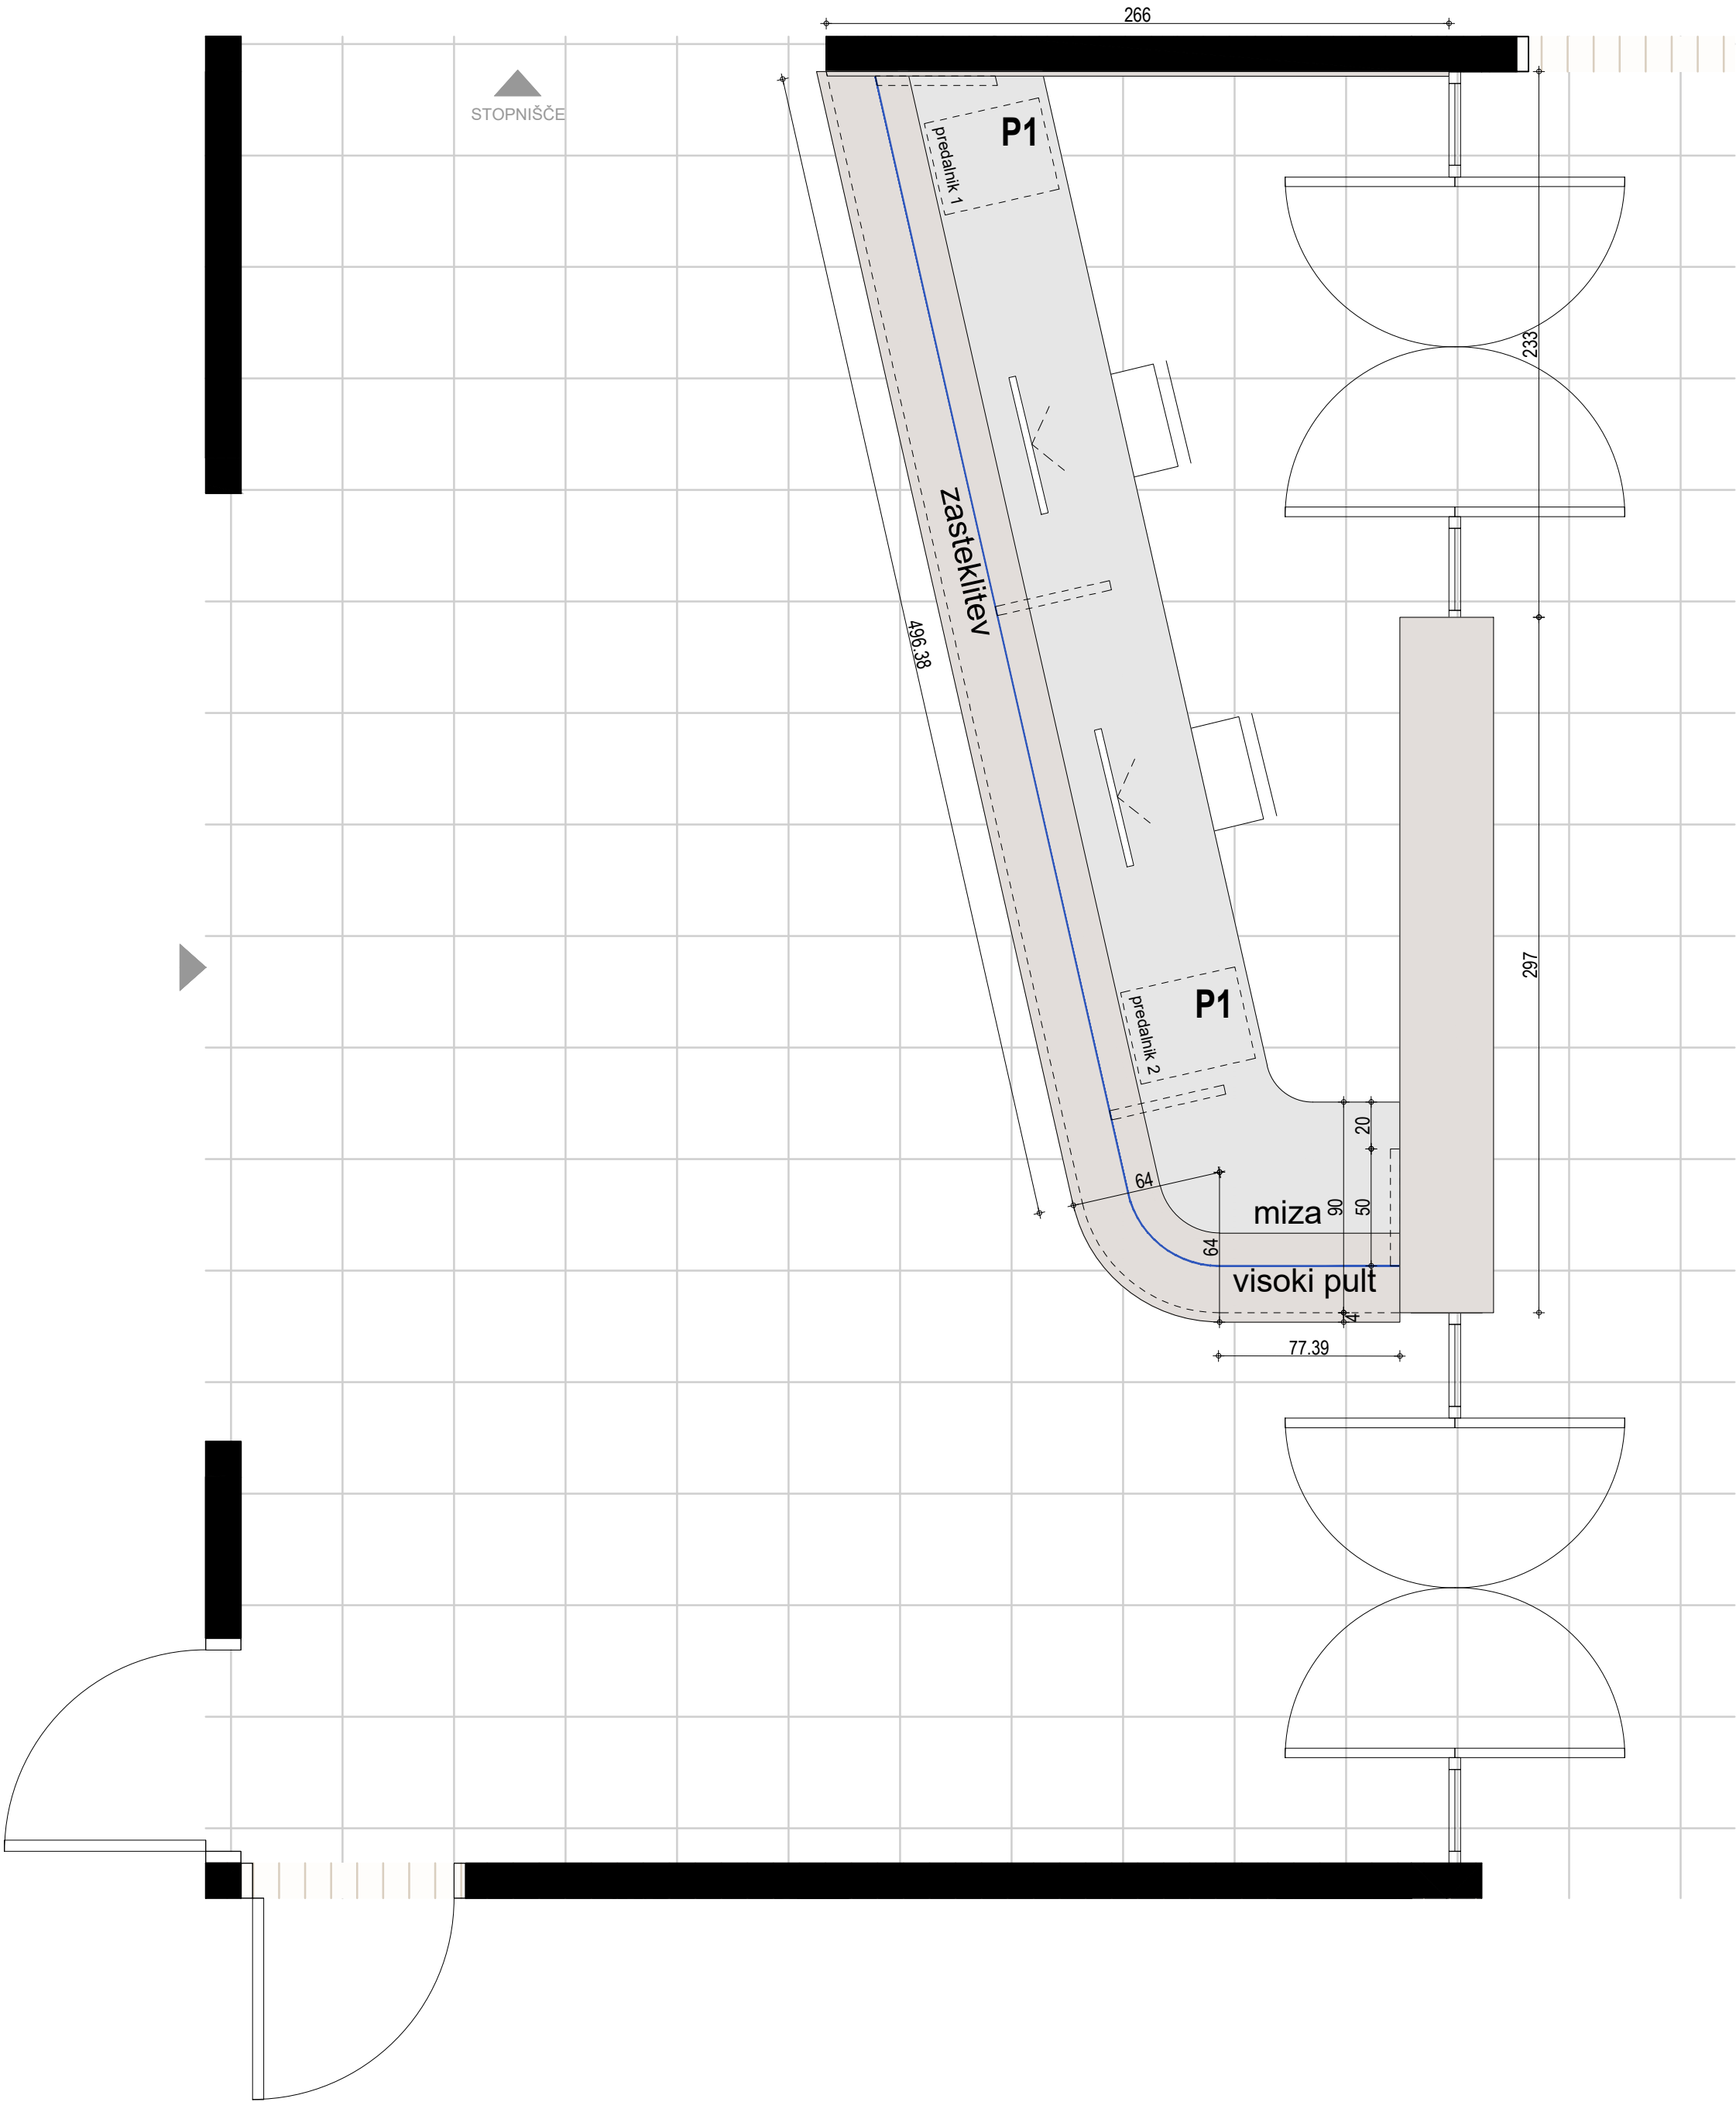 266
STOPNIŠČE
P1
predalnik 1
233
zasteklitev
496.38
297
P1
predalnik 2
20
64
90
50
miza
64
visoki pult
4
77.39